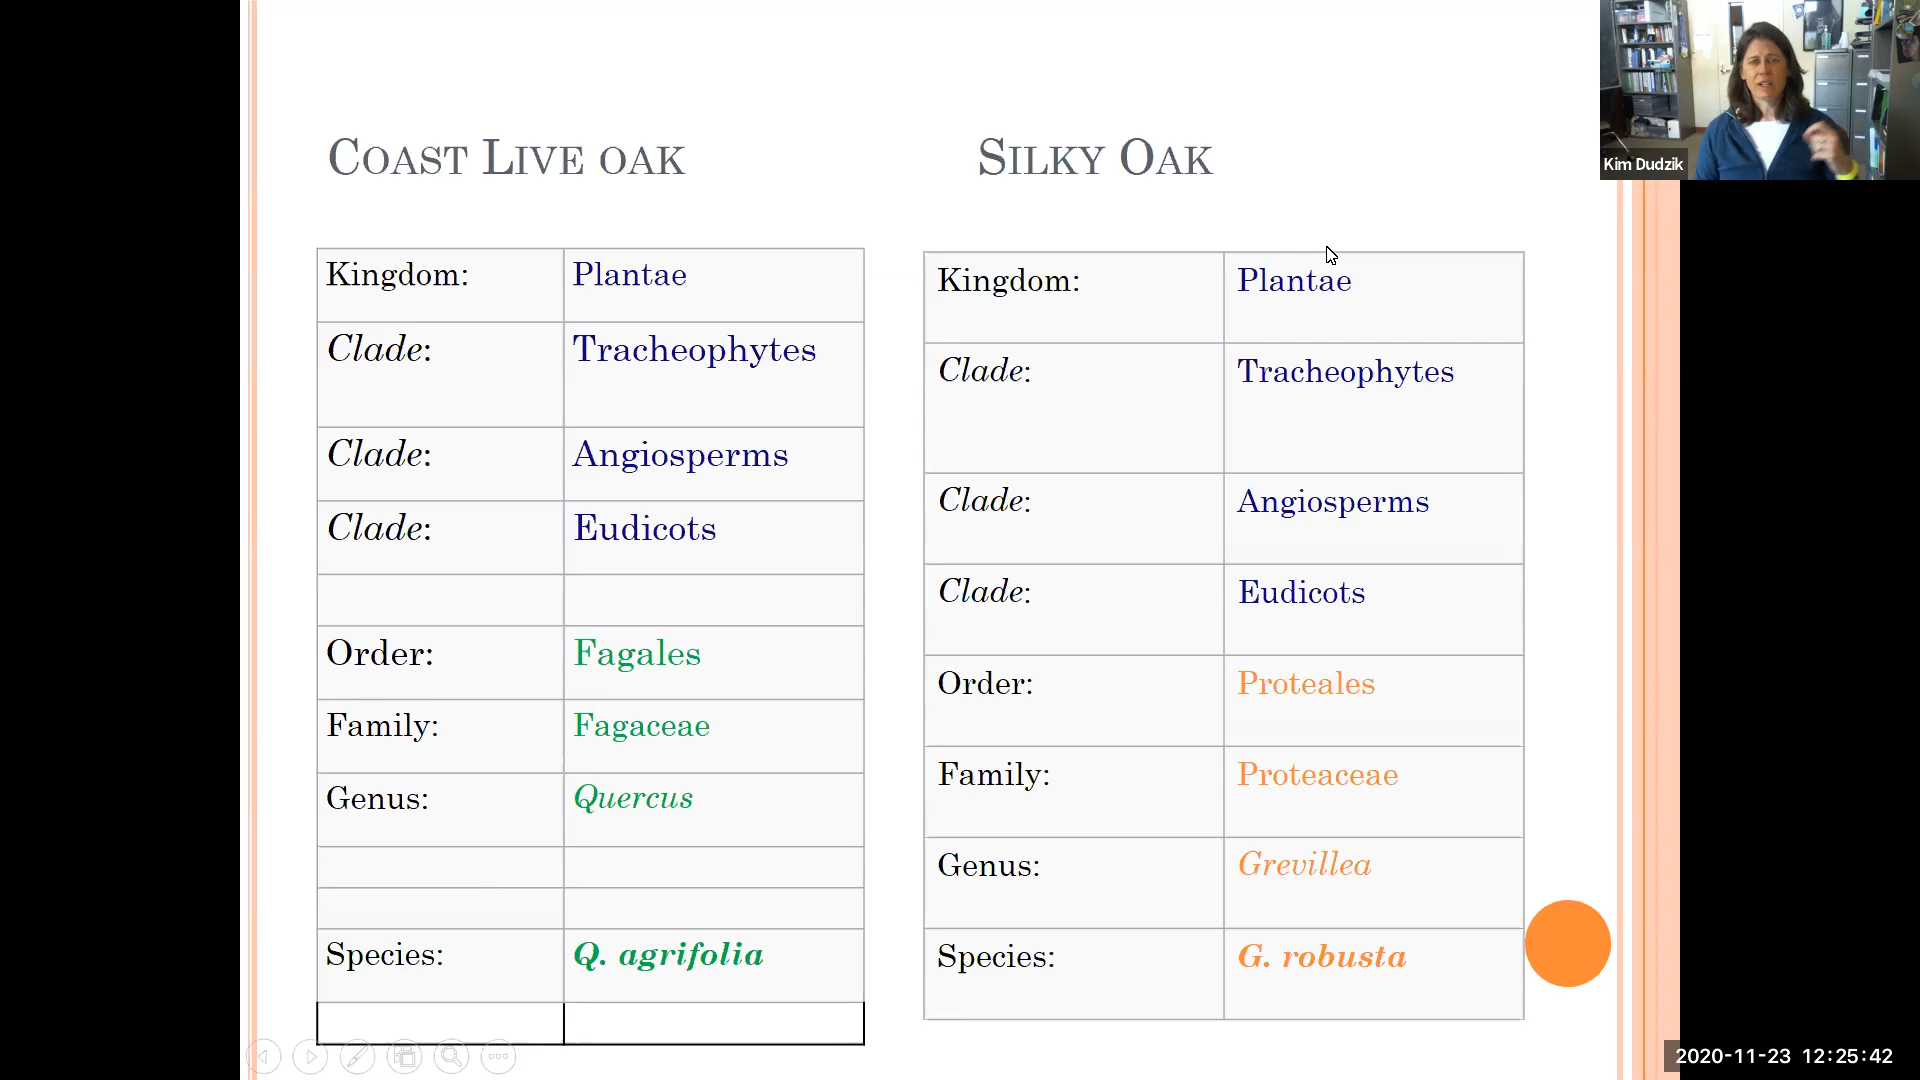 COAST LIVE OAK
Kingdom: Plantae
Clade: Tracheophytes
Clade: Angiosperms
Clade: Eudicots
Order: Fagales
Family: Fagaceae
Genus: Quercus
Species: Q. agrifolia
SILKY OAK
Kingdom: Plantae
Clade: Tracheophytes
Clade: Angiosperms
Clade: Eudicots
Order: Proteales
Family: Proteaceae
Genus: Grevillea
Species: G. robusta
Kim Dudzik
2020-11-23 12:25:42